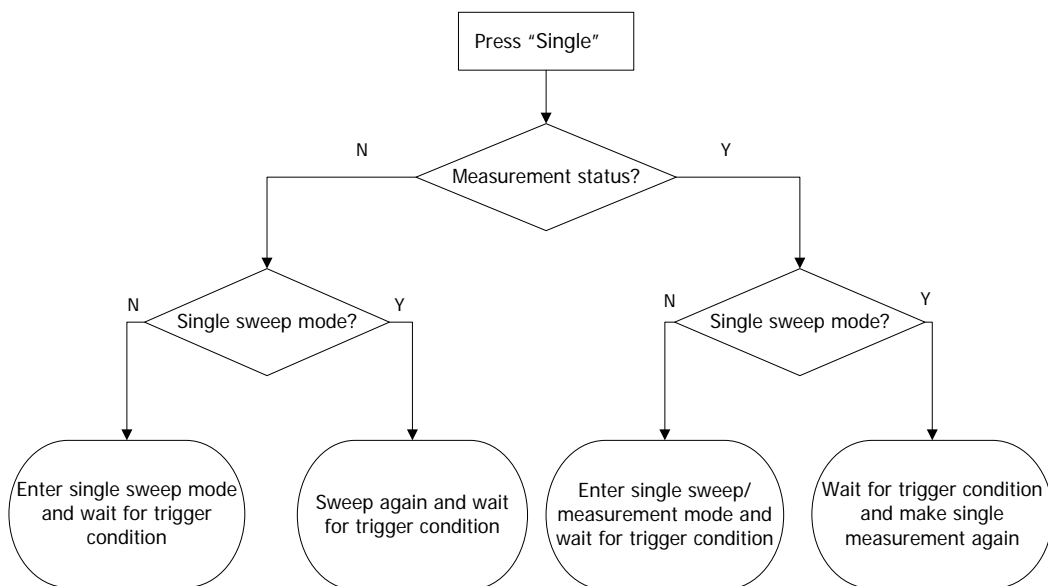 Press “Single”
N
Y
Measurement status?
N
Y
N
Y
Single sweep mode?
Single sweep mode?
Enter single sweep mode
and wait for trigger
condition
Sweep again and wait
for trigger condition
Enter single sweep/
measurement mode and
wait for trigger condition
Wait for trigger condition
and make single
measurement again